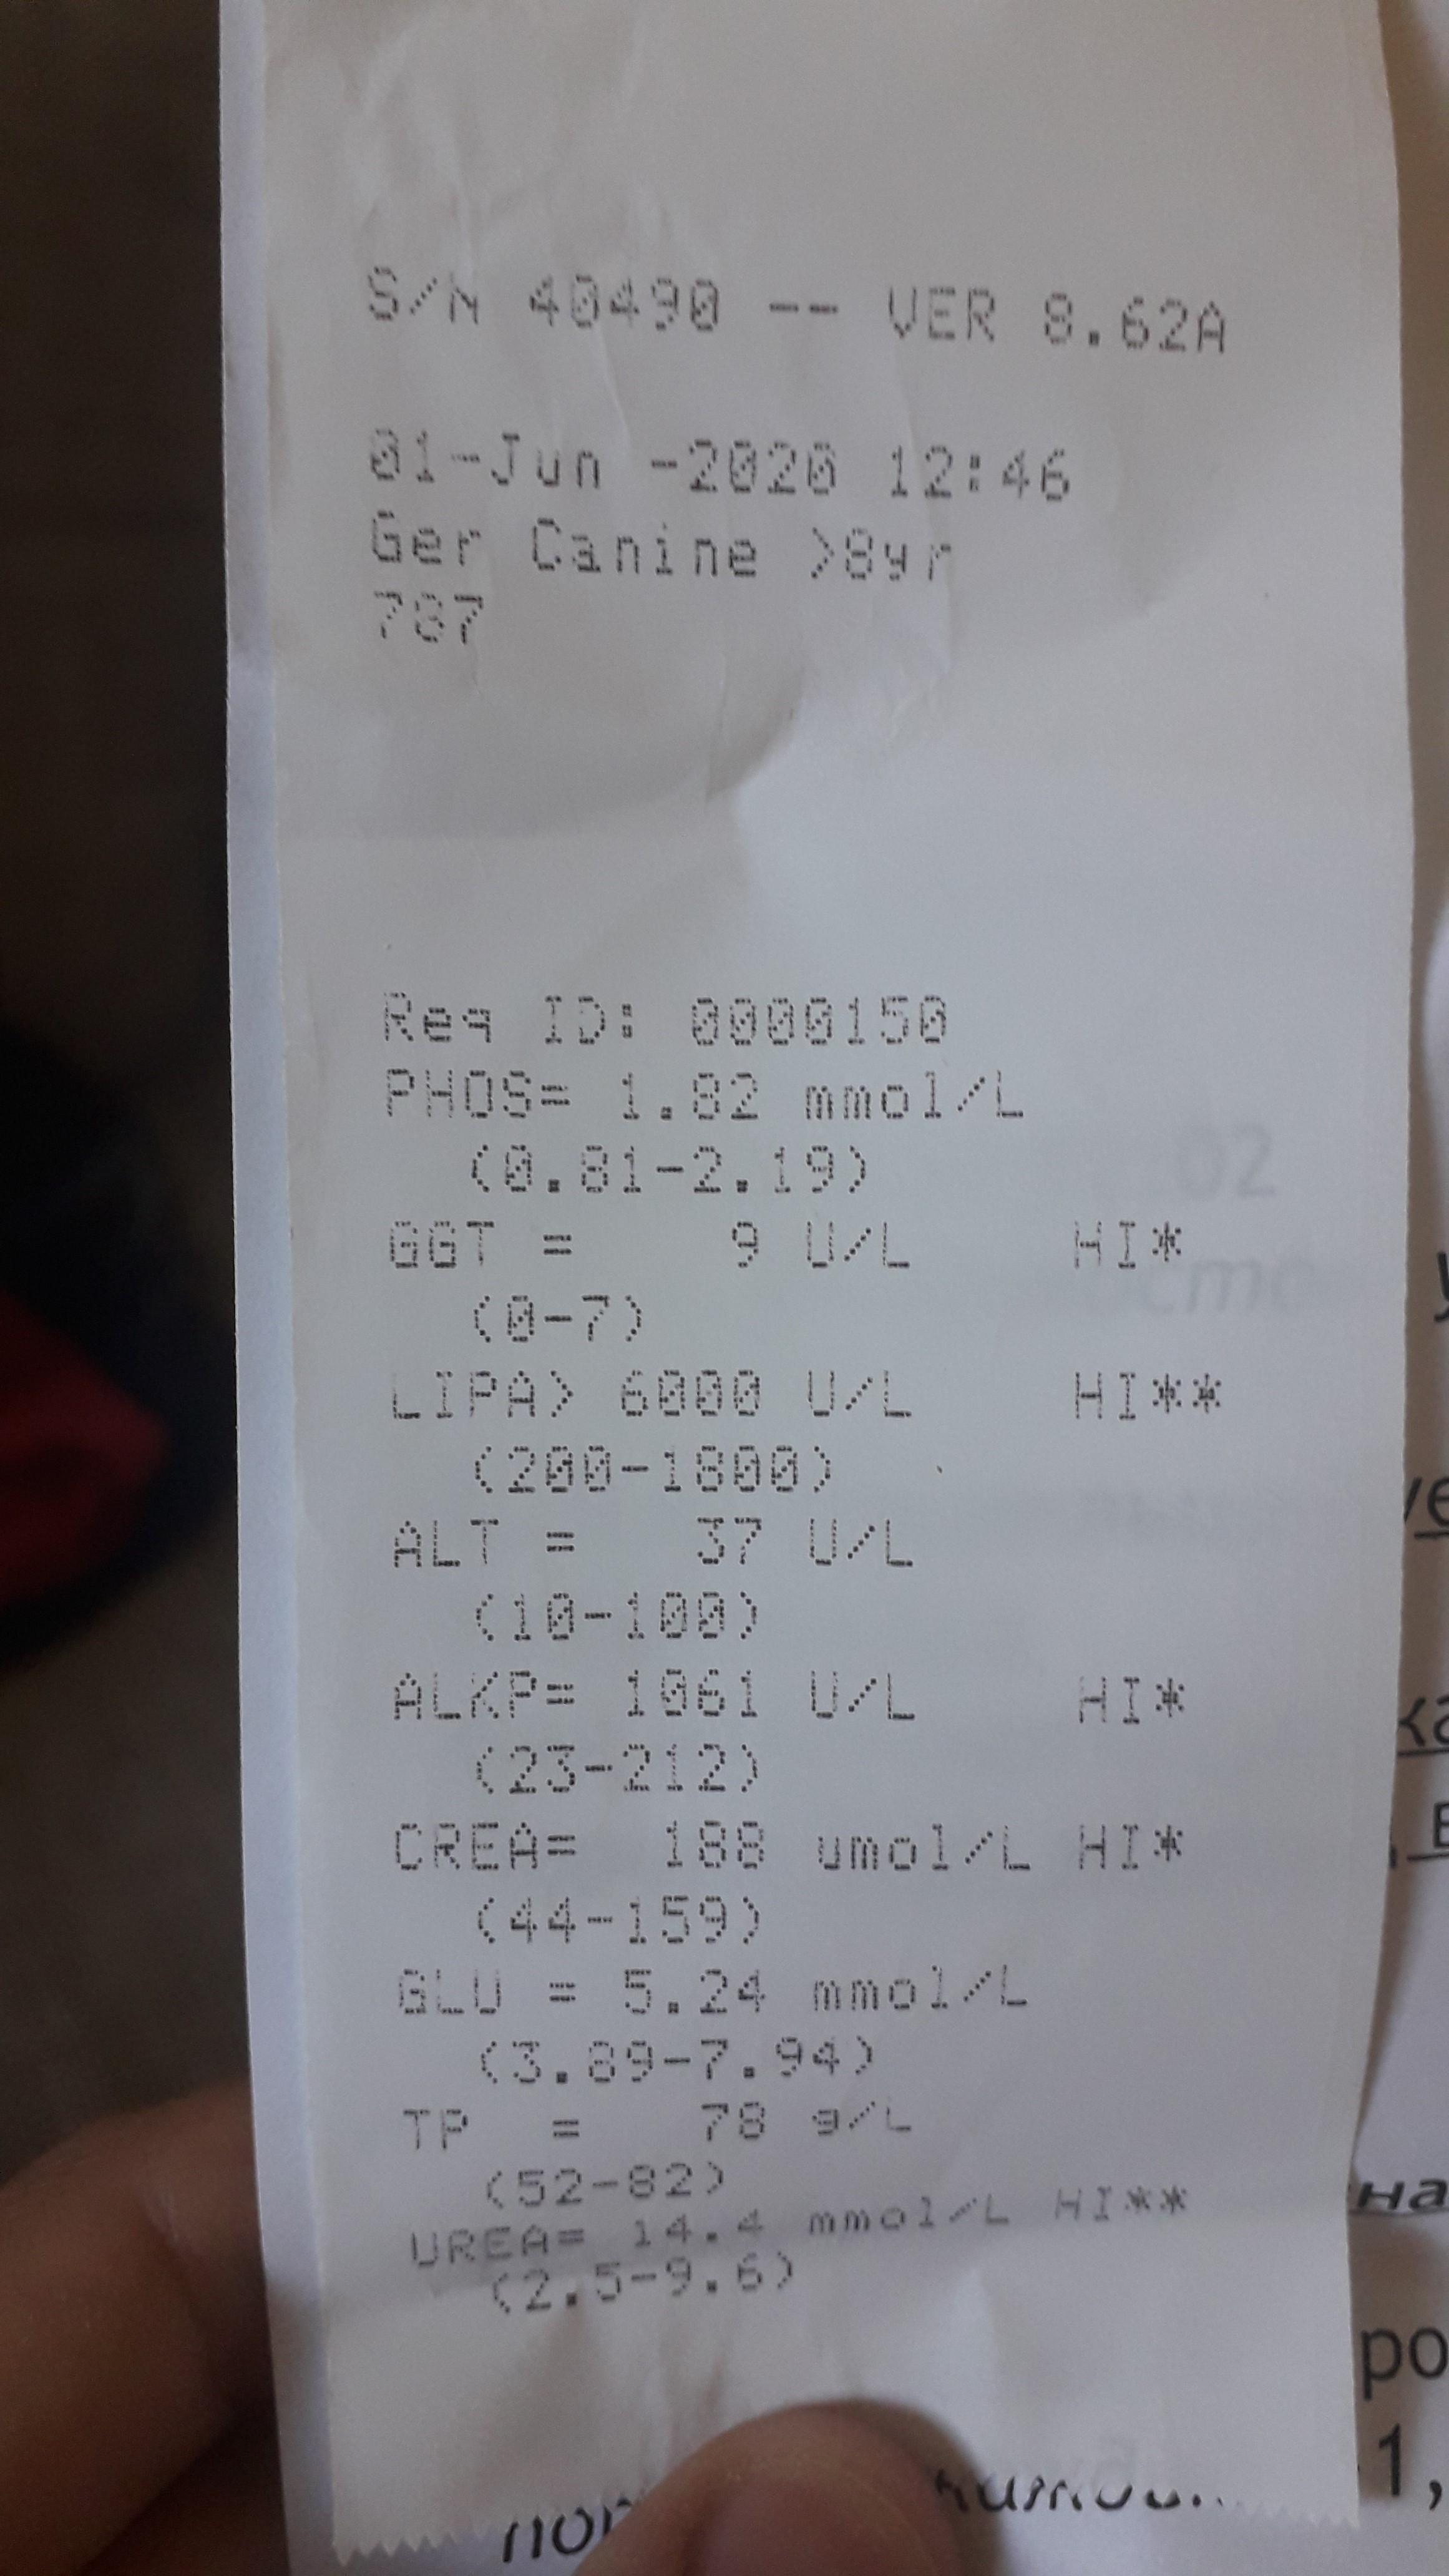 S/N 40490 -- VER 8.62A
01-Jun -2020 12:46
Ger Canine >8yr
787
Req ID: 0000150
PHOS= 1.82 mmol/L
(0.81-2.19)
GGT = 9 U/L HI*
(0-7)
LIPA> 6000 U/L HI**
(200-1800)
ALT = 37 U/L
(10-100)
ALKP= 1061 U/L HI*
(23-212)
CREA= 188 umol/L HI*
(44-159)
GLU = 5.24 mmol/L
(3.89-7.94)
TP = 78 g/L
(52-82)
UREA= 14.4 mmol/L HI**
(2.5-9.6)